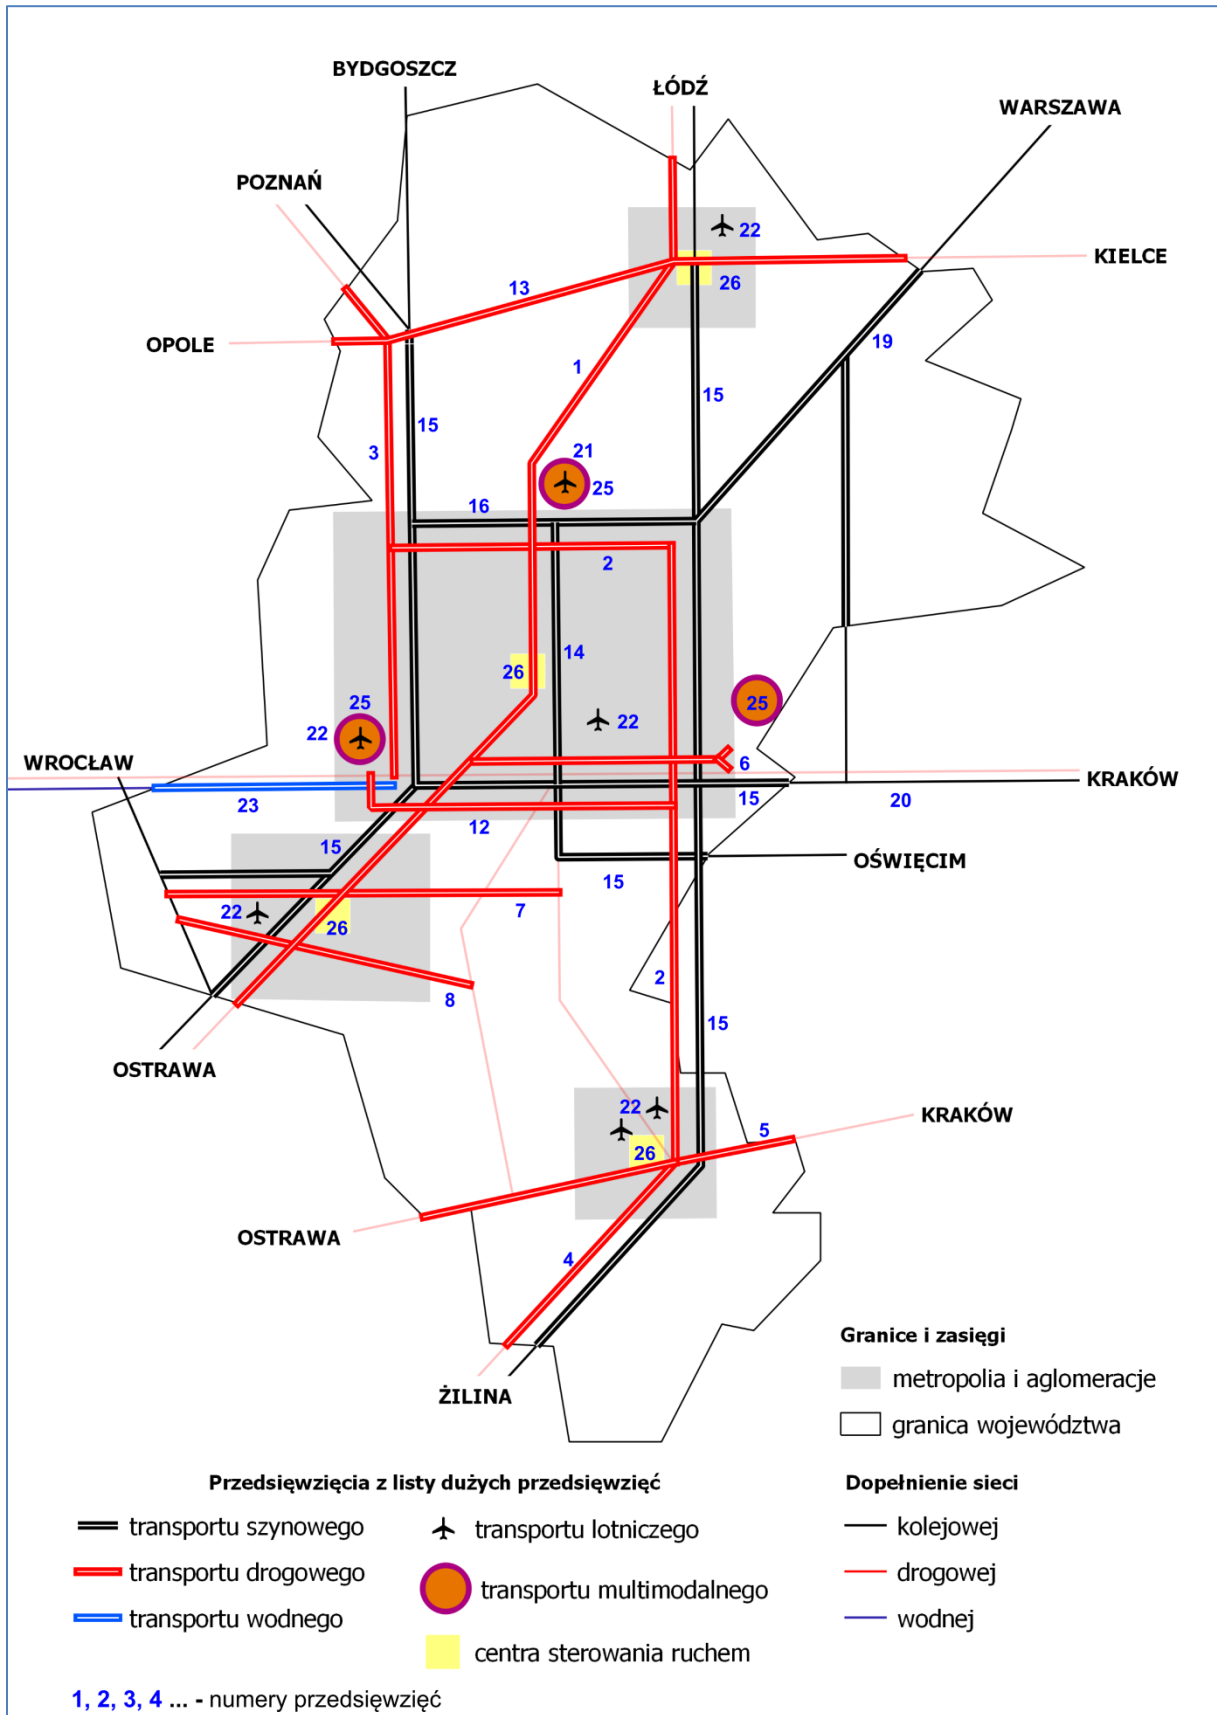 BYDGOSZCZ
ŁÓDŹ
WARSZAWA
POZNAŃ
22
KIELCE
26
13
OPOLE
19
1
15
15
3
21
25
16
2
14
26
25
25
22
22
WROCŁAW
6
KRAKÓW
23
15
20
12
15
OŚWIĘCIM
15
22
7
26
2
8
15
OSTRAWA
22
KRAKÓW
5
26
OSTRAWA
4
ŻILINA
Granice i zasięgi
metropolia i aglomeracje
granica województwa
Przedsięwzięcia z listy dużych przedsięwzięć
transportu szynowego
transportu drogowego
transportu wodnego
transportu lotniczego
transportu multimodalnego
centra sterowania ruchem
Dopełnienie sieci
kolejowej
drogowej
wodnej
1, 2, 3, 4 ... - numery przedsięwzięć